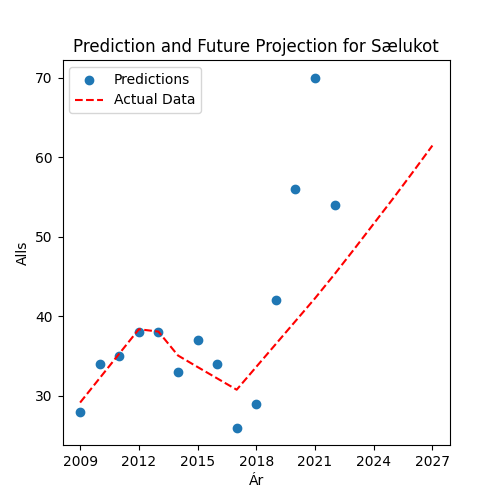 Prediction and Future Projection for Sælukot
Predictions
Actual Data
Alls
70
60
50
40
30
2009 2012 2015 2018 2021 2024 2027
Ár